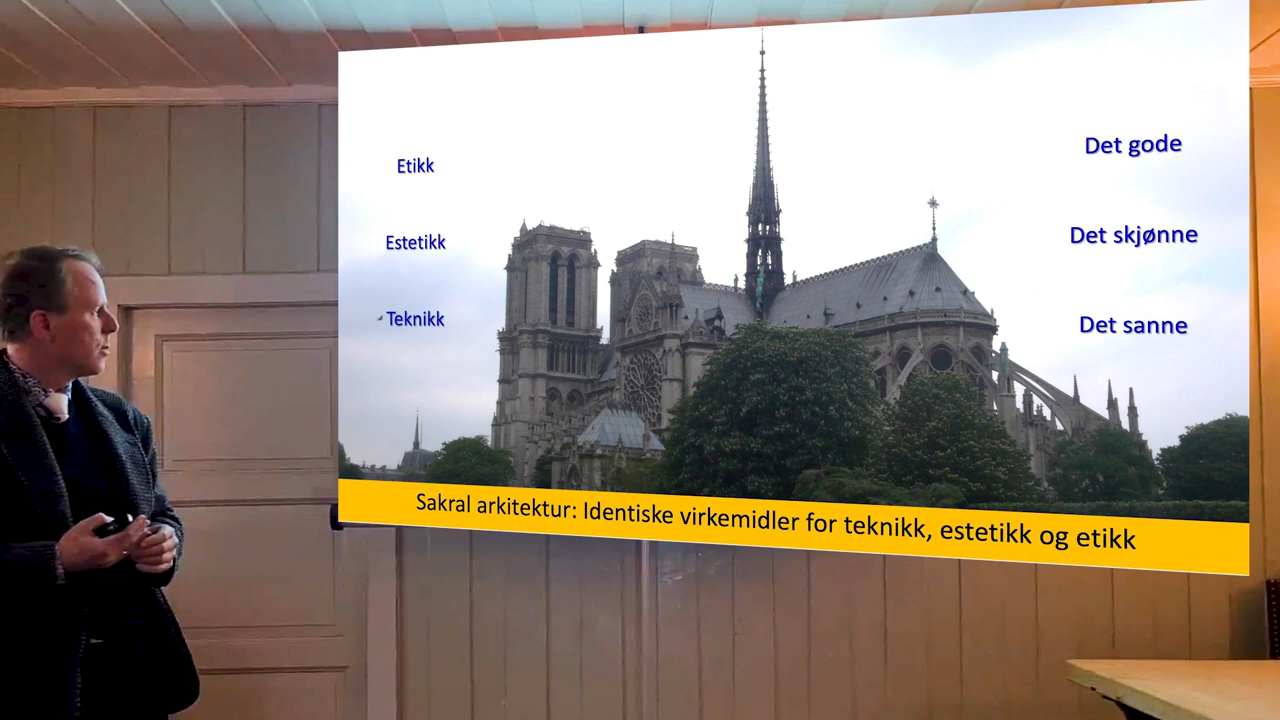 Etikk
Det gode
Estetikk
Det skjønne
Teknikk
Det sanne
Sakral arkitektur: Identiske virkemidler for teknikk, estetikk og etikk